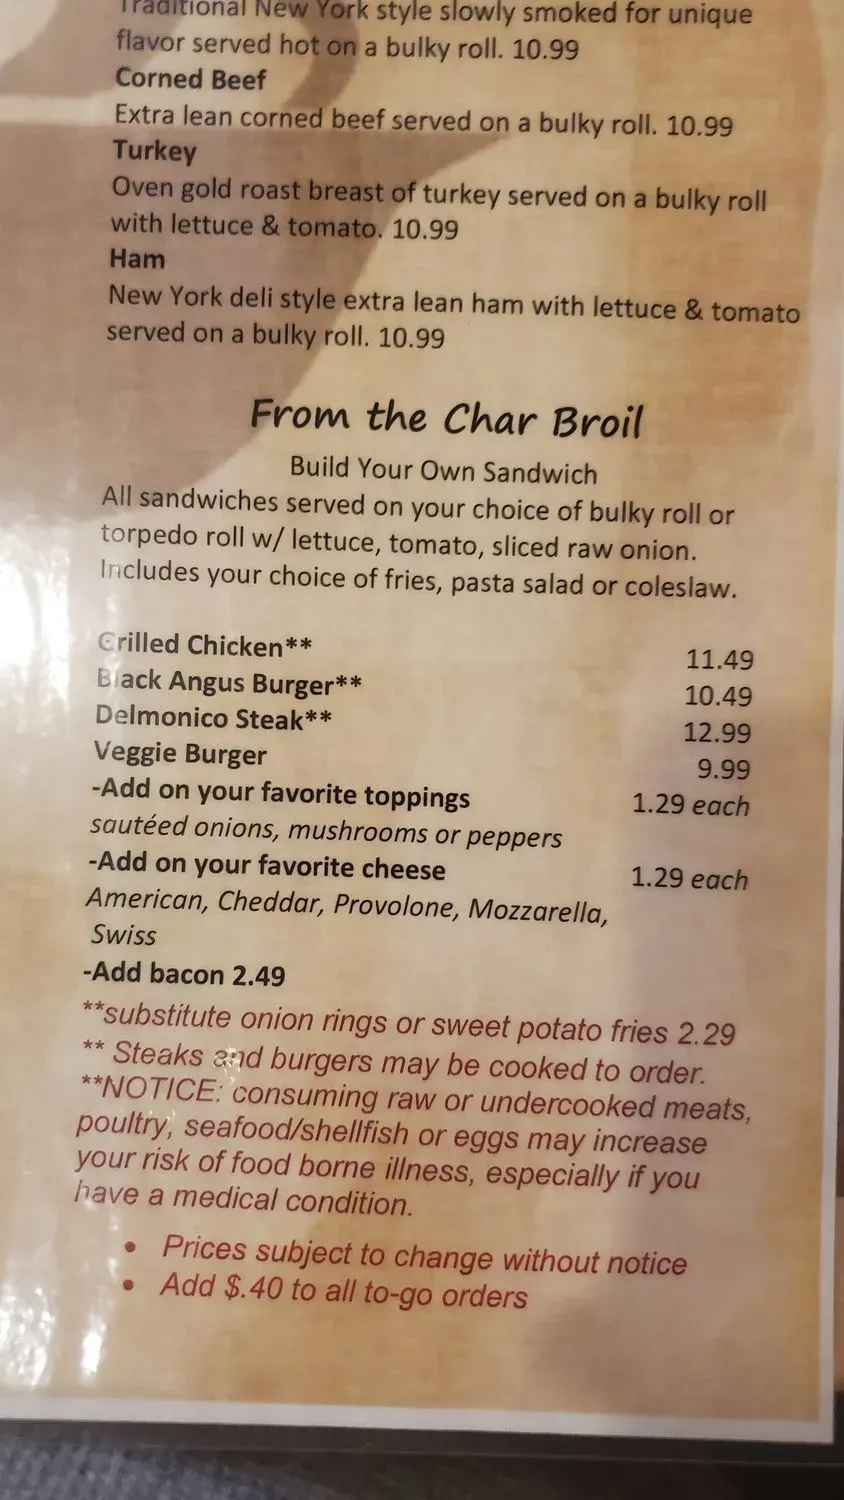 Traditional New York style slowly smoked for unique
flavor served hot on a bulky roll. 10.99
Corned Beef
Extra lean corned beef served on a bulky roll. 10.99
Turkey
Oven gold roast breast of turkey served on a bulky roll
with lettuce & tomato. 10.99
Ham
New York deli style extra lean ham with lettuce & tomato
served on a bulky roll. 10.99
From the Char Broil
Build Your Own Sandwich
All sandwiches served on your choice of bulky roll or
torpedo roll w/ lettuce, tomato, sliced raw onion.
Includes your choice of fries, pasta salad or coleslaw.
Grilled Chicken** 11.49
Black Angus Burger** 10.49
Delmonico Steak** 12.99
Veggie Burger 9.99
-Add on your favorite toppings 1.29 each
sautéed onions, mushrooms or peppers
-Add on your favorite cheese 1.29 each
American, Cheddar, Provolone, Mozzarella,
Swiss
-Add bacon 2.49
**substitute onion rings or sweet potato fries 2.29
** Steaks and burgers may be cooked to order.
**NOTICE: consuming raw or undercooked meats,
poultry, seafood/shellfish or eggs may increase
your risk of food borne illness, especially if you
have a medical condition.
• Prices subject to change without notice
• Add $.40 to all to-go orders